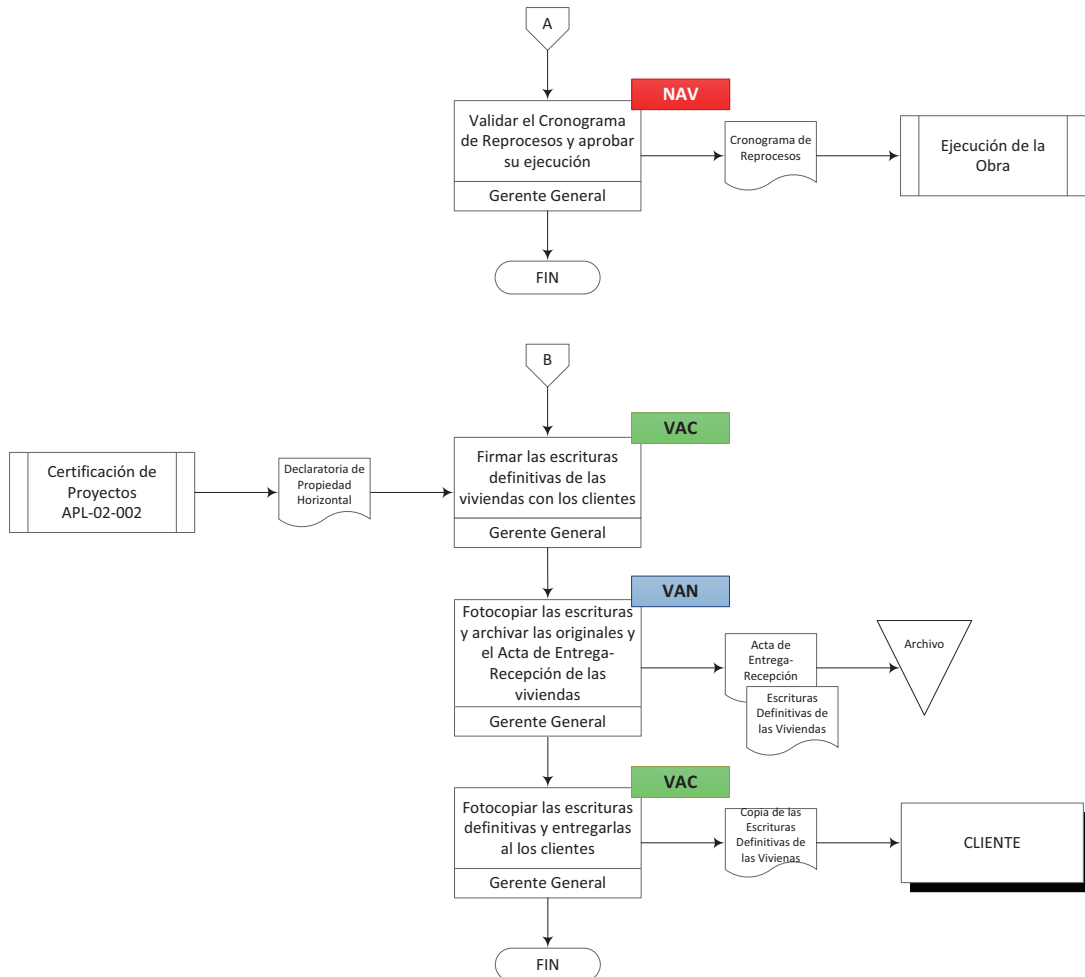 A
NAV
Validar el Cronograma
de Reprocesos y aprobar
su ejecución
Gerente General
Cronograma de
Reprocesos
Ejecución de la
Obra
FIN
B
VAC
Certificación de
Proyectos
APL-02-002
Declaratoria de
Propiedad
Horizontal
Firmar las escrituras
definitivas de las
viviendas con los clientes
Gerente General
VAN
Fotocopiar las escrituras
y archivar las originales y
el Acta de Entrega-
Recepción de las
viviendas
Gerente General
Acta de
Entrega-
Recepción
Escrituras
Definitivas de
las Viviendas
Archivo
VAC
Fotocopiar las escrituras
definitivas y entregarlas
al los clientes
Gerente General
Copia de las
Escrituras
Definitivas de
las Vivienas
CLIENTE
FIN